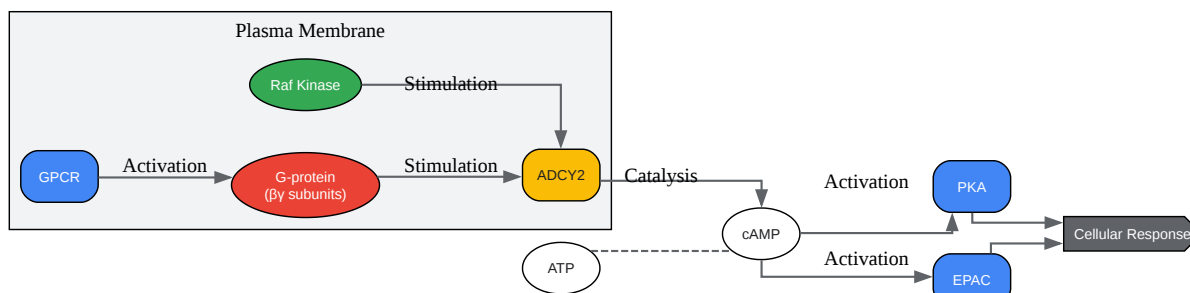 Plasma Membrane
Raf Kinase
Stimulation
GPCR
Activation
G-protein
(βγ subunits)
Stimulation
ADCY2
Catalysis
Activation
PKA
cAMP
Cellular Response
ATP
Activation
EPAC